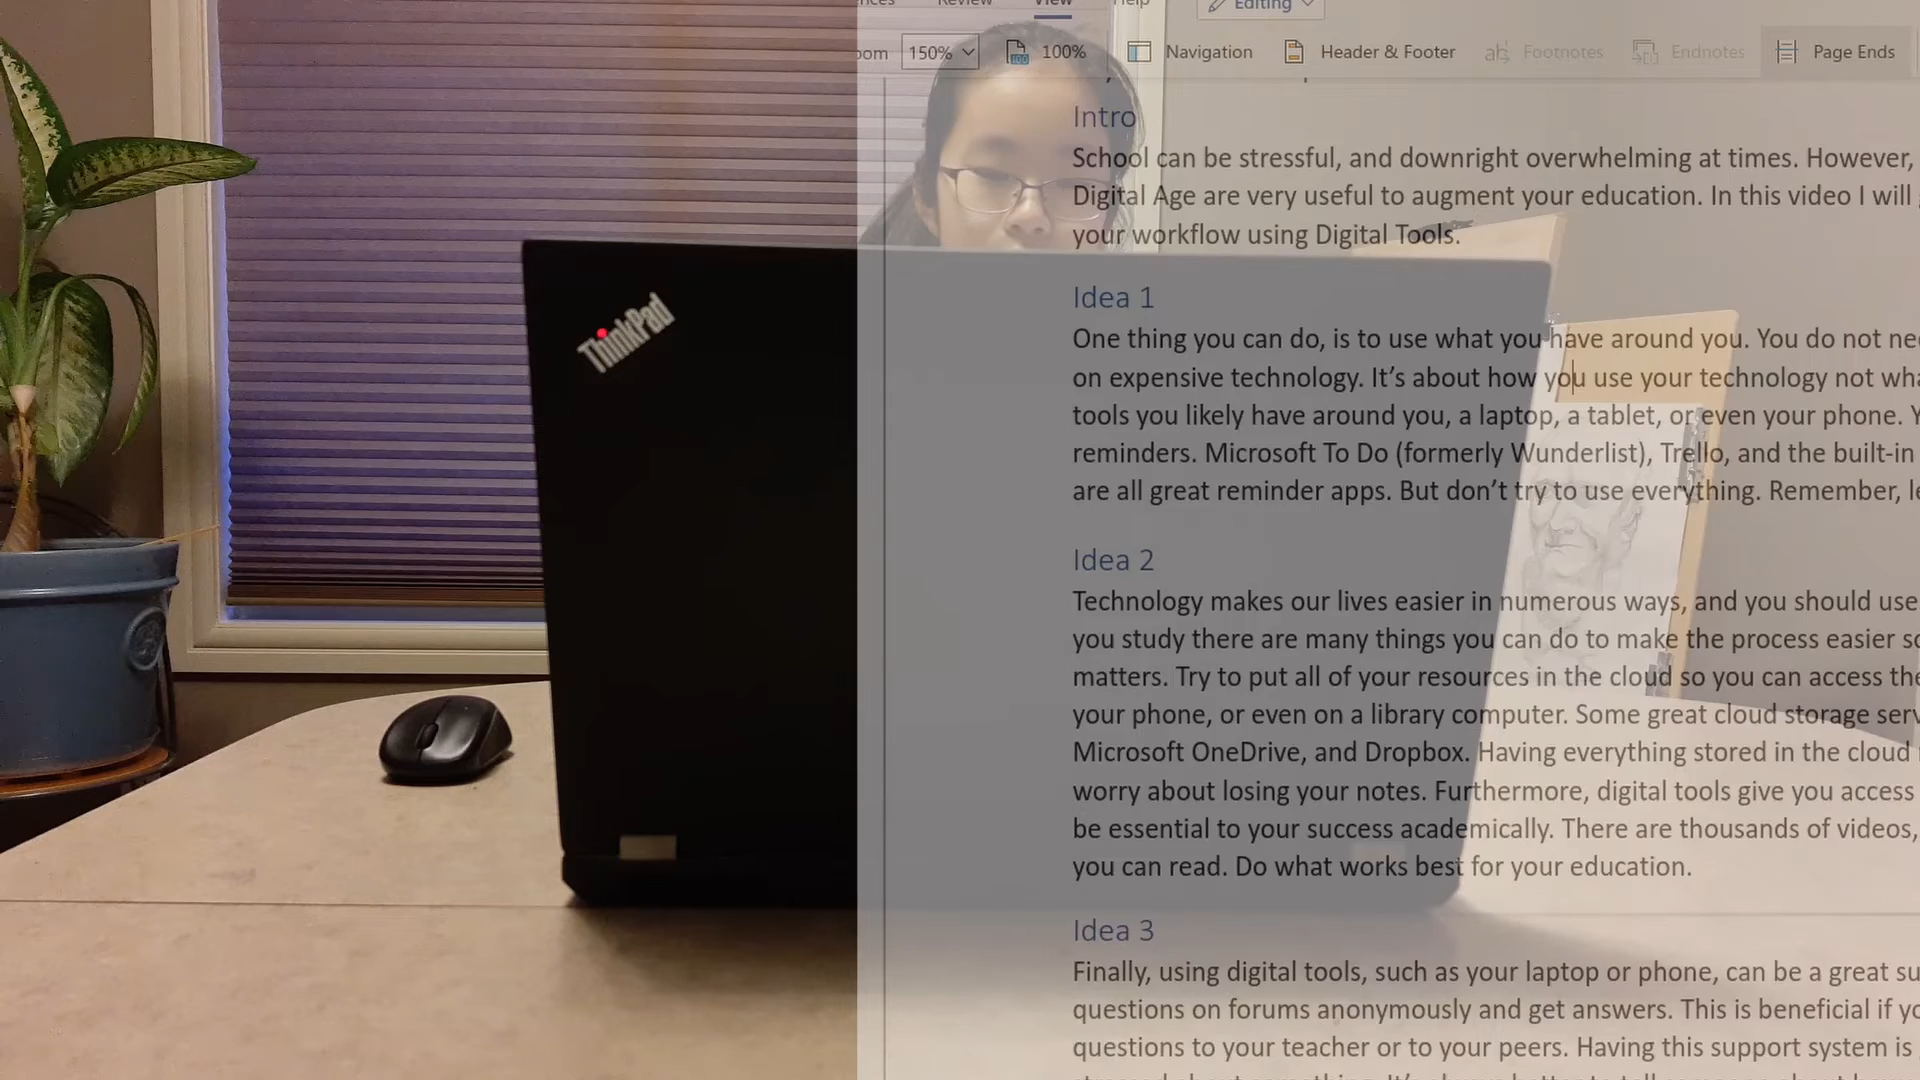 Review View Help Editing
150% 100% Navigation Header & Footer Footnotes Endnotes Page Ends
Intro
School can be stressful, and downright overwhelming at times. However,
Digital Age are very useful to augment your education. In this video I will
your workflow using Digital Tools.
Idea 1
One thing you can do, is to use what you have around you. You do not
on expensive technology. It's about how you use your technology not
tools you likely have around you, a laptop, a tablet, or even your phone.
reminders. Microsoft To Do (formerly Wunderlist), Trello, and the built-in
are all great reminder apps. But don't try to use everything. Remember,
Idea 2
Technology makes our lives easier in numerous ways, and you should use
you study there are many things you can do to make the process easier
matters. Try to put all of your resources in the cloud so you can access
your phone, or even on a library computer. Some great cloud storage
Microsoft OneDrive, and Dropbox. Having everything stored in the cloud
worry about losing your notes. Furthermore, digital tools give you access
be essential to your success academically. There are thousands of videos,
you can read. Do what works best for your education.
Idea 3
Finally, using digital tools, such as your laptop or phone, can be a great
questions on forums anonymously and get answers. This is beneficial if
questions to your teacher or to your peers. Having this support system is
ThinkPad